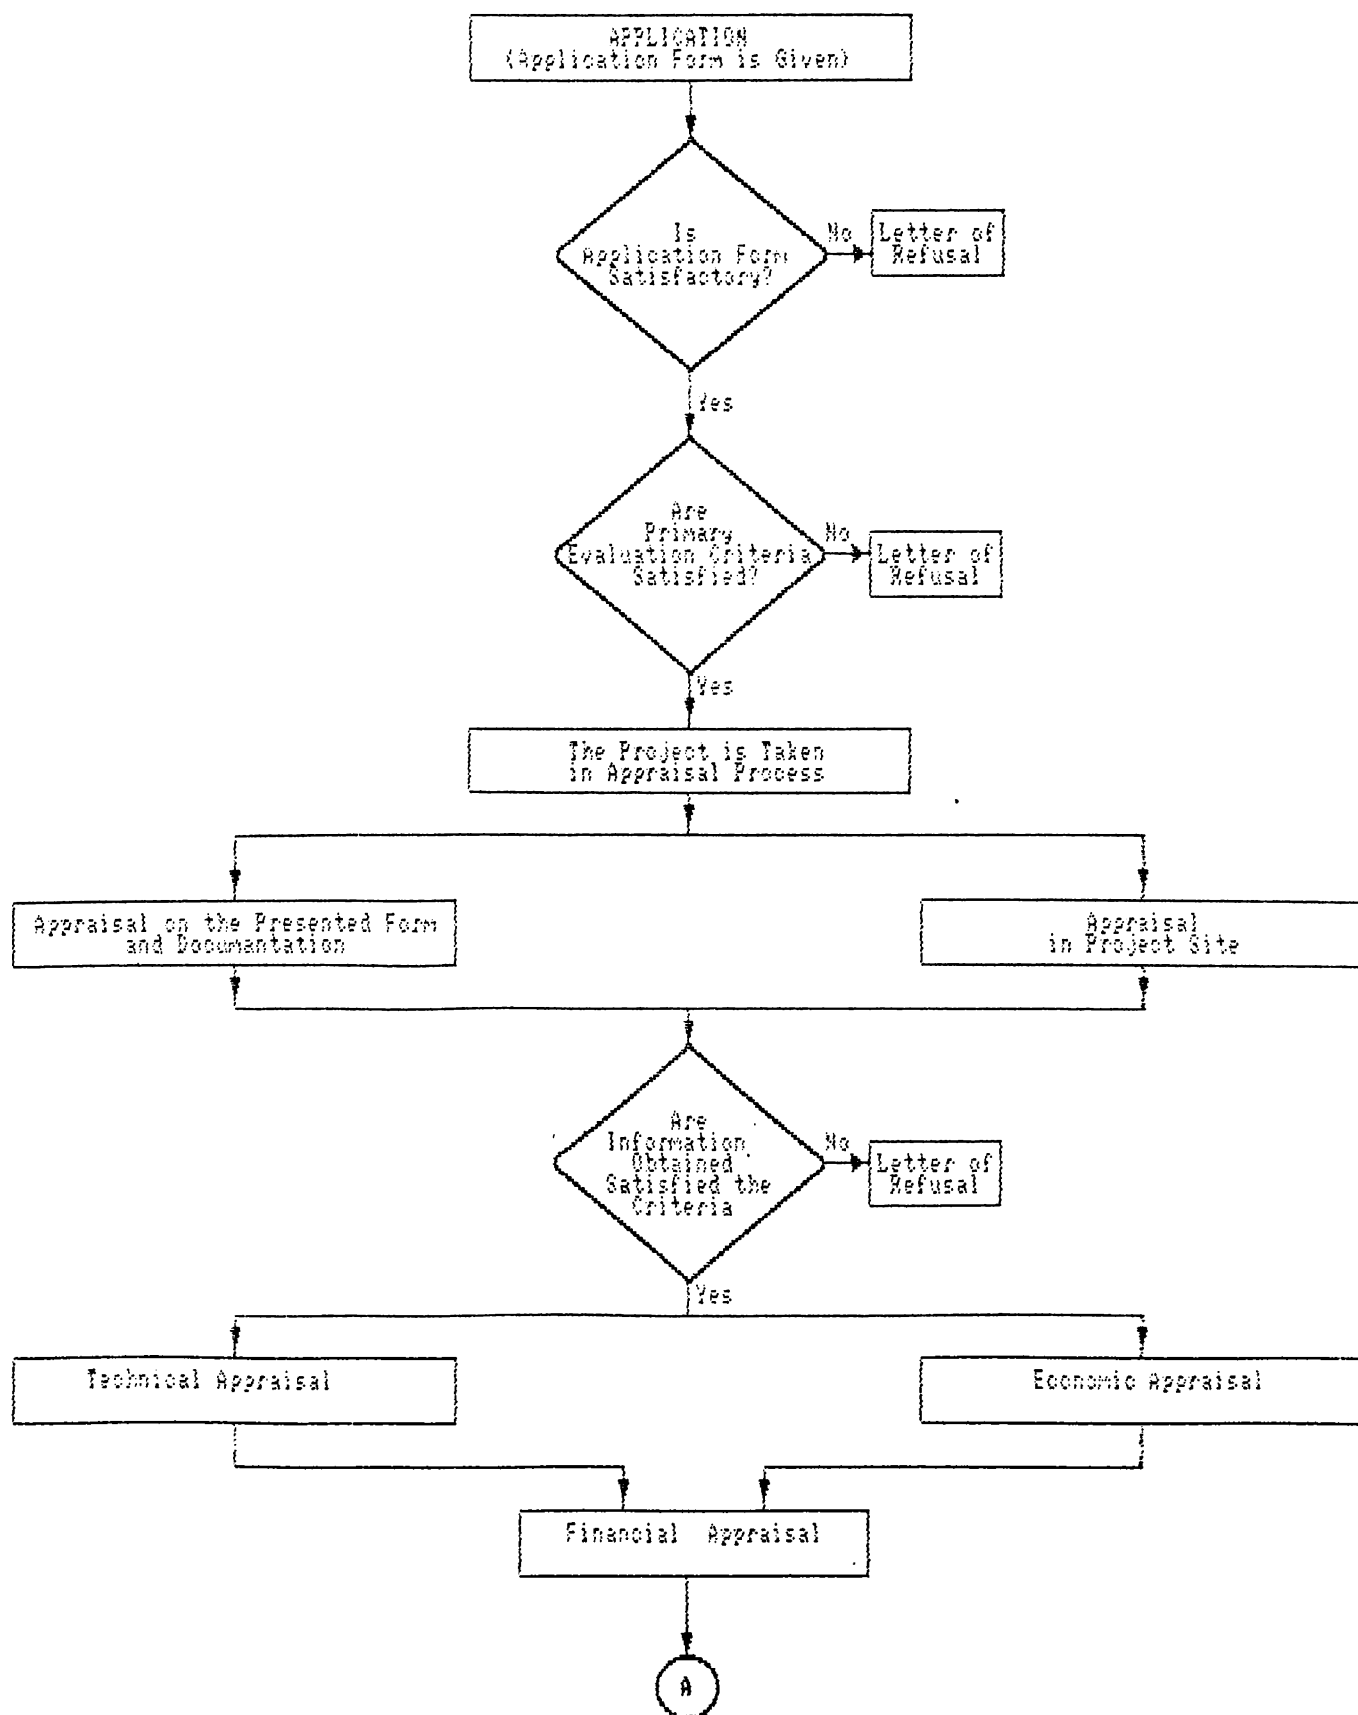 APPLICATION
(Application Form is Given)
Is
Application Form
Satisfactory?
No
Letter of
Refusal
Yes
Are
Primary
Evaluation Criteria
Satisfied?
No
Letter of
Refusal
Yes
The Project is Taken
in Appraisal Process
Appraisal on the Presented Form
and Documantation
Appraisal
in Project Site
Are
Information
Obtained
Satisfied the
Criteria
No
Letter of
Refusal
Yes
Technical Appraisal
Economic Appraisal
Financial Appraisal
A